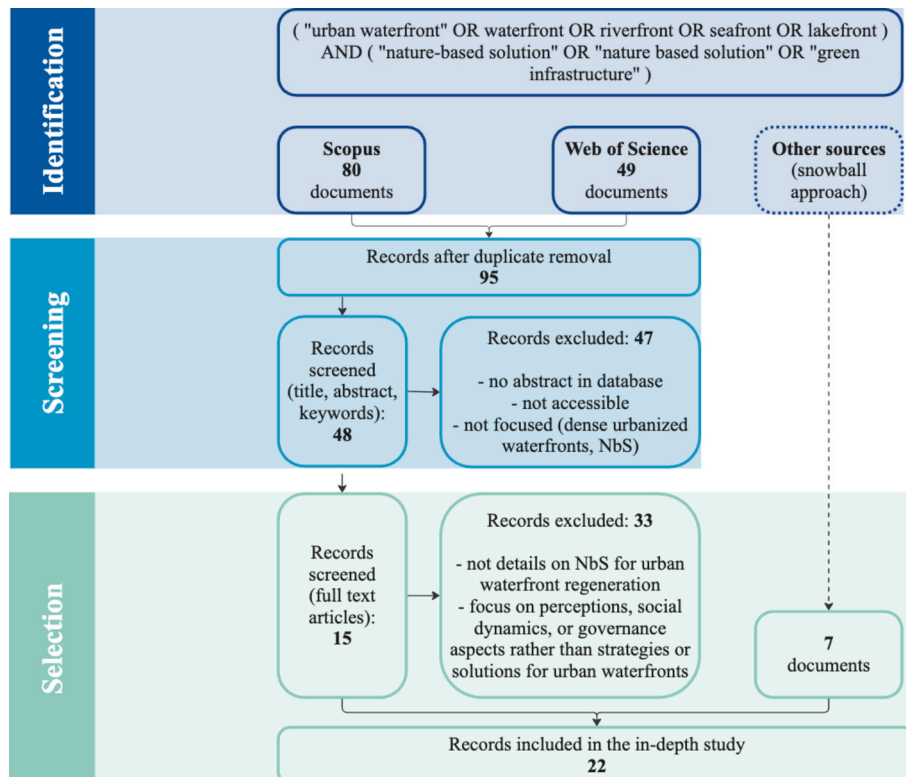 Identification
( "urban waterfront" OR waterfront OR riverfront OR seafront OR lakefront )
AND ( "nature-based solution" OR "nature based solution" OR "green
infrastructure" )
Scopus
80
documents
Web of Science
49
documents
Other sources
(snowball
approach)
Screening
Records after duplicate removal
95
Records
screened
(title, abstract,
keywords):
48
Records excluded: 47
- no abstract in database
- not accessible
- not focused (dense urbanized
waterfronts, NbS)
Selection
Records
screened
(full text
articles):
15
Records excluded: 33
- not details on NbS for urban
waterfront regeneration
- focus on perceptions, social
dynamics, or governance
aspects rather than strategies or
solutions for urban waterfronts
7
documents
Records included in the in-depth study
22